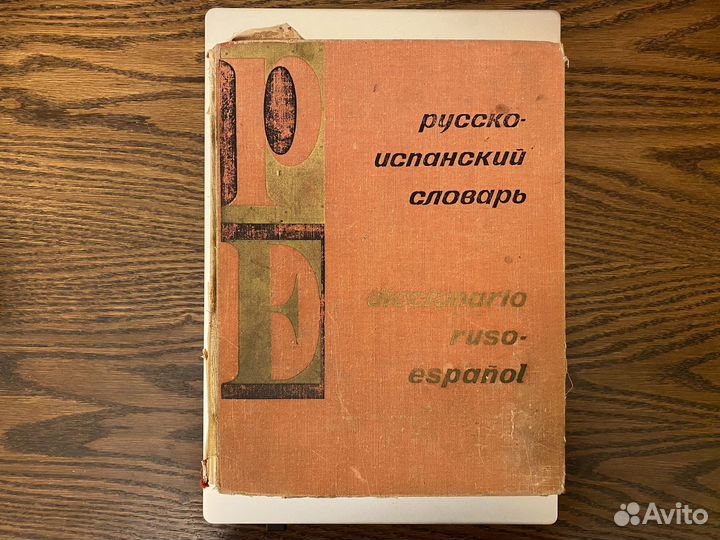 р
Е
русско-
испанский
словарь
diccionario
ruso-
español
Avito